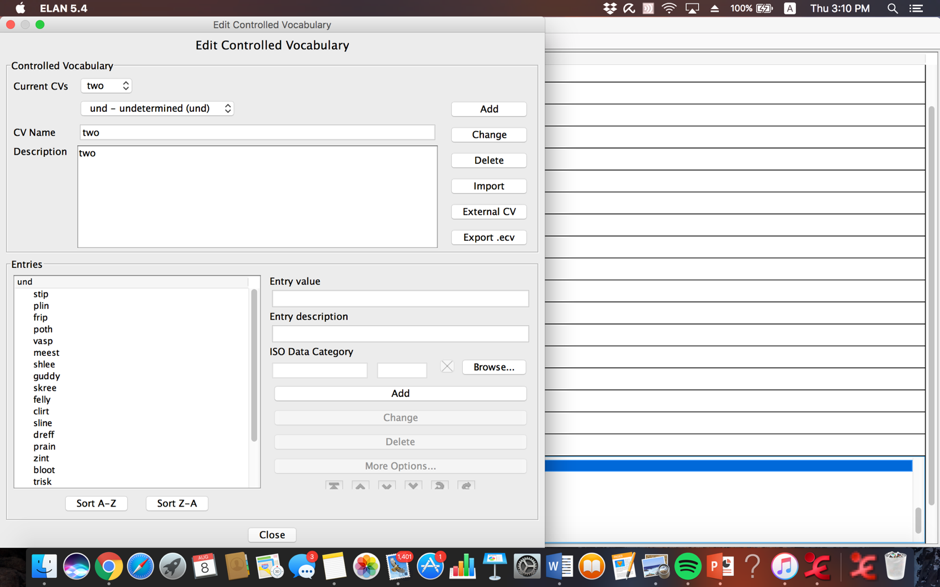 ELAN 5.4
100%
A
Thu 3:10 PM
Edit Controlled Vocabulary
Edit Controlled Vocabulary
Controlled Vocabulary
Current CVs
two
und - undetermined (und)
Add
CV Name
two
Change
Description
two
Delete
Import
External CV
Export .ecv
Entries
und
stip
plin
frip
poth
vasp
meest
shlee
guddy
skree
felly
clirt
sline
dreff
prain
zint
bloot
trisk
Entry value
Entry description
ISO Data Category
Browse...
Add
Change
Delete
More Options...
Sort A-Z
Sort Z-A
Close
AUG
8
3
1,401
1
W
P